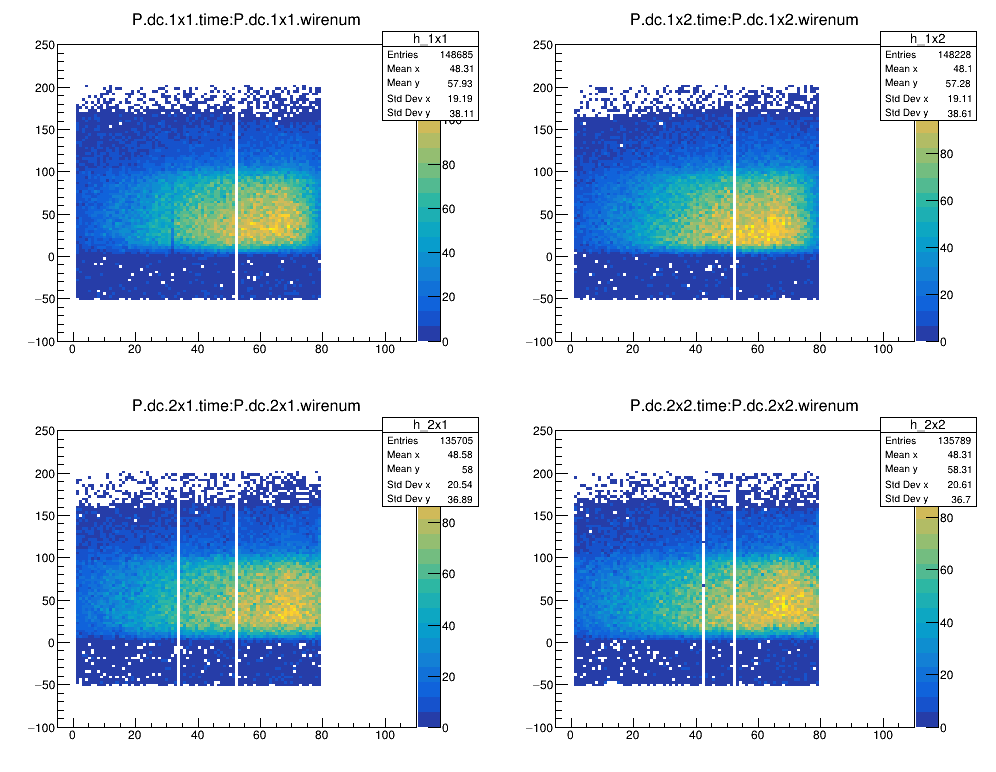 P.dc.1x1.time:P.dc.1x1.wirenum
h_1x1
Entries 148685
Mean x 48.31
Mean y 57.93
Std Dev x 19.19
Std Dev y 38.11
250
200
150
100
50
0
−50
−100
0 20 40 60 80 100
100
80
60
40
20
0
P.dc.1x2.time:P.dc.1x2.wirenum
h_1x2
Entries 148228
Mean x 48.1
Mean y 57.28
Std Dev x 19.11
Std Dev y 38.61
250
200
150
100
50
0
−50
−100
0 20 40 60 80 100
80
60
40
20
0
P.dc.2x1.time:P.dc.2x1.wirenum
h_2x1
Entries 135705
Mean x 48.58
Mean y 58
Std Dev x 20.54
Std Dev y 36.89
250
200
150
100
50
0
−50
−100
0 20 40 60 80 100
80
60
40
20
0
P.dc.2x2.time:P.dc.2x2.wirenum
h_2x2
Entries 135789
Mean x 48.31
Mean y 58.31
Std Dev x 20.61
Std Dev y 36.7
250
200
150
100
50
0
−50
−100
0 20 40 60 80 100
80
60
40
20
0